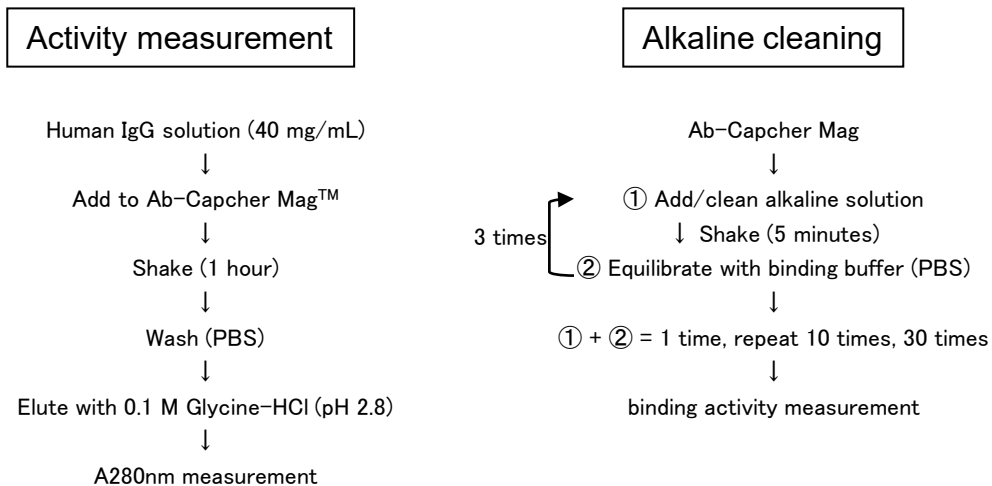 Activity measurement
Human IgG solution (40 mg/mL)
↓
Add to Ab-Capcher Mag™
↓
Shake (1 hour)
↓
Wash (PBS)
↓
Elute with 0.1 M Glycine-HCl (pH 2.8)
↓
A280nm measurement
Alkaline cleaning
Ab-Capcher Mag
↓
① Add/clean alkaline solution
3 times
↓ Shake (5 minutes)
② Equilibrate with binding buffer (PBS)
↓
① + ② = 1 time, repeat 10 times, 30 times
↓
binding activity measurement